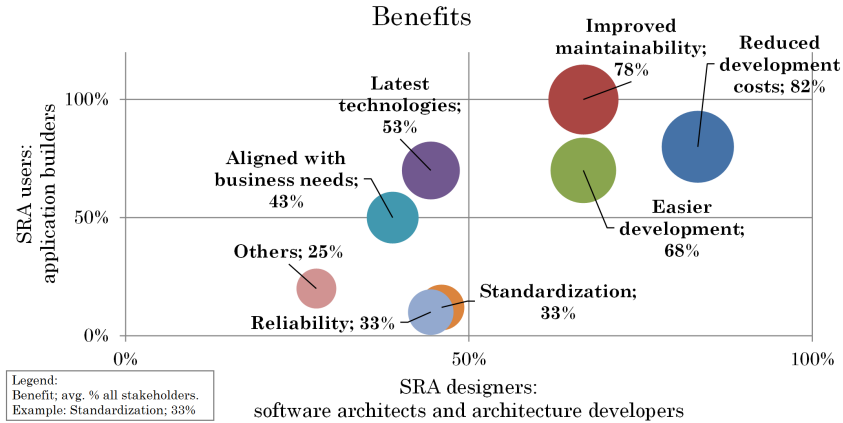 Benefits
Improved
maintainability;
78%
Reduced
development
costs; 82%
Latest
technologies;
53%
Aligned with
business needs;
43%
Easier
development;
68%
Others; 25%
Standardization;
33%
Reliability; 33%
100%
50%
0%
SRA users:
application builders
0%
50%
100%
SRA designers:
software architects and architecture developers
Legend:
Benefit; avg. % all stakeholders.
Example: Standardization; 33%